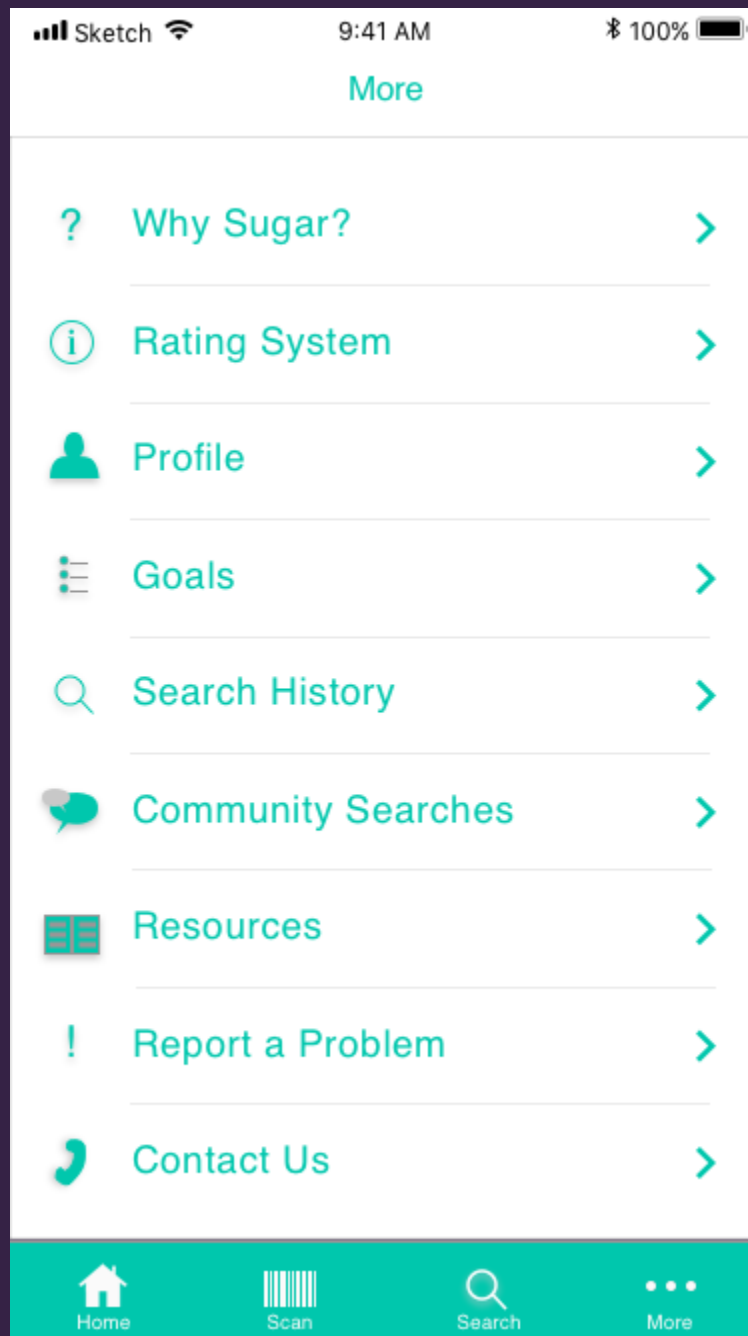 Sketch 9:41 AM 100%
More
? Why Sugar?
i Rating System
Profile
Goals
Search History
Community Searches
Resources
! Report a Problem
Contact Us
Home Scan Search More